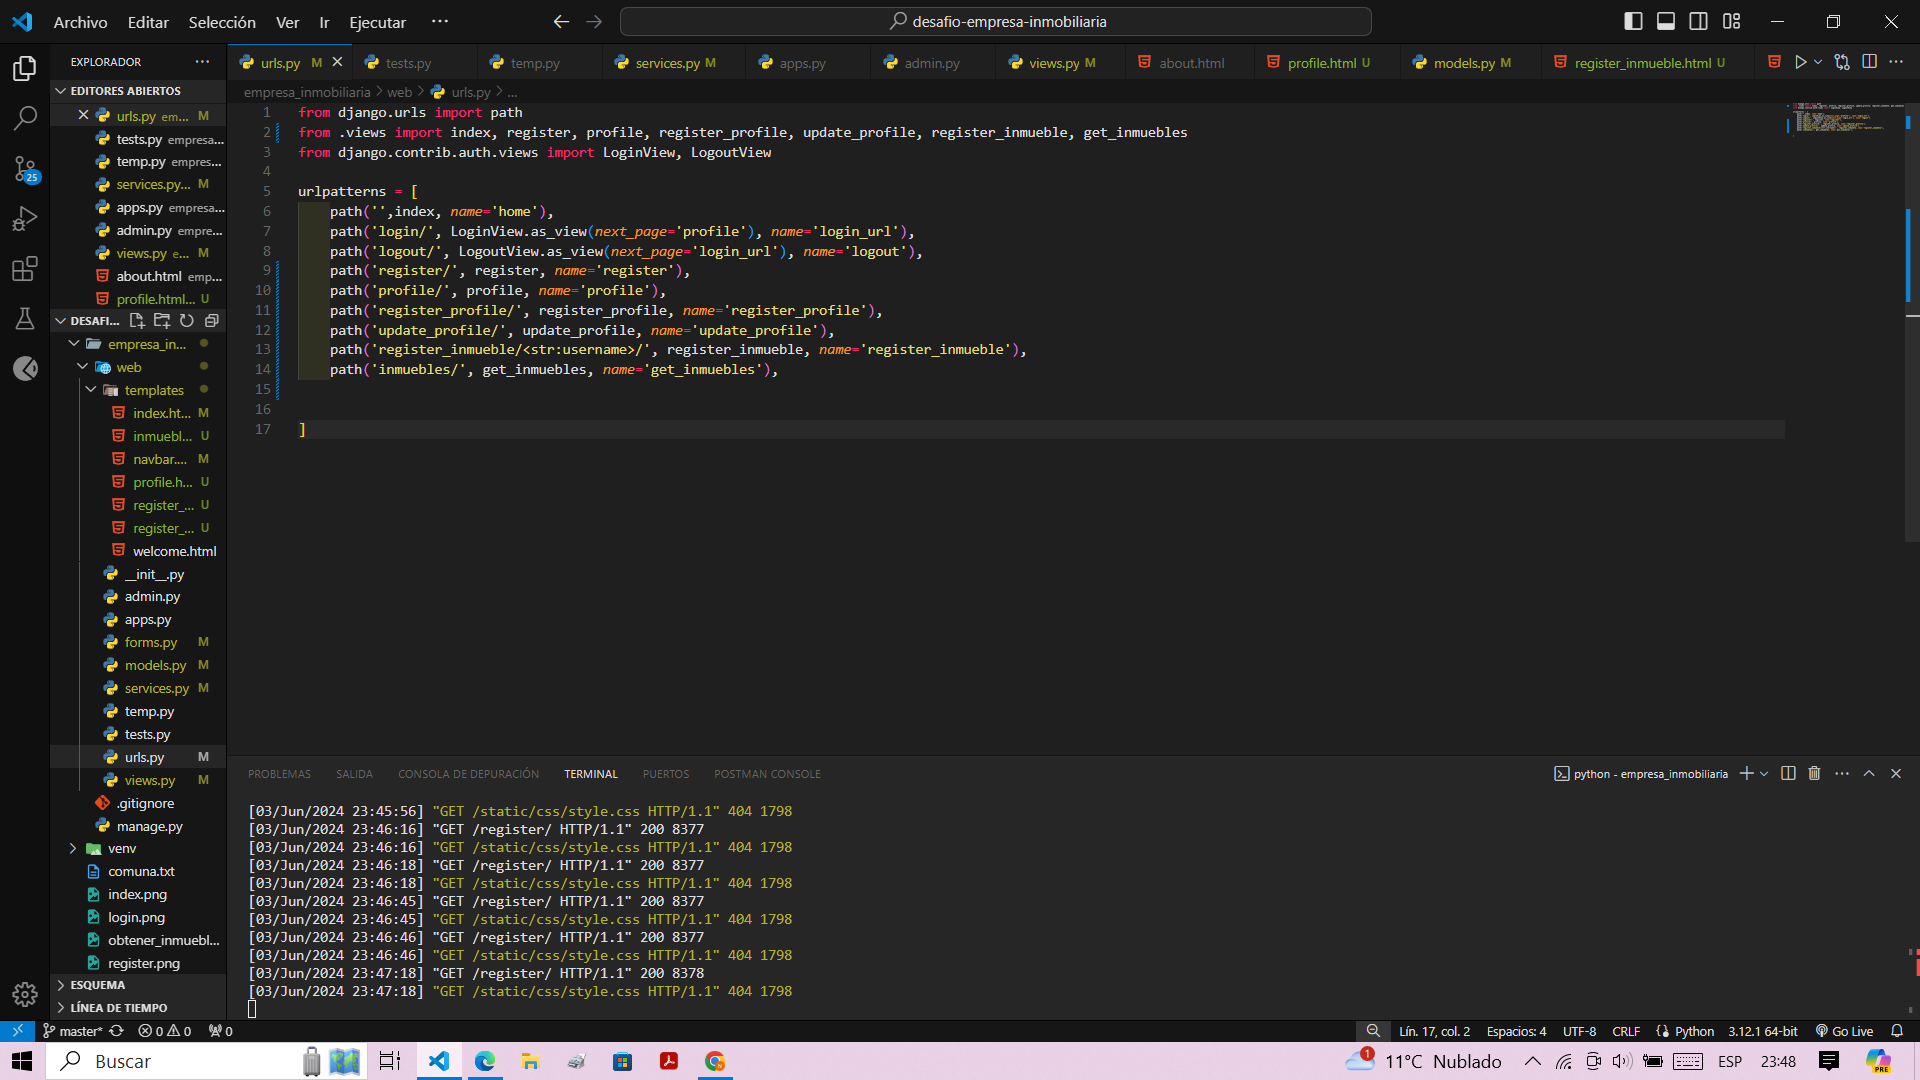 Archivo Editar Selección Ver Ir Ejecutar ···
desafio-empresa-inmobiliaria
EXPLORADOR ···
EDITORES ABIERTOS
urls.py em... M
tests.py empresa...
temp.py empres...
services.py... M
apps.py empresa...
admin.py empre...
views.py e... M
about.html emp...
profile.html... U
DESAFI...
empresa_in...
web
templates
index.ht... M
inmuebl... U
navbar.... M
profile.h... U
register_... U
register_... U
welcome.html
__init__.py
admin.py
apps.py
forms.py M
models.py M
services.py M
temp.py
tests.py
urls.py M
views.py M
.gitignore
manage.py
venv
comuna.txt
index.png
login.png
obtener_inmuebl...
register.png
ESQUEMA
LÍNEA DE TIEMPO
25
urls.py M tests.py temp.py services.py M apps.py admin.py views.py M about.html profile.html U models.py M register_inmueble.html U
empresa_inmobiliaria > web > urls.py > ...
1 from django.urls import path
2 from .views import index, register, profile, register_profile, update_profile, register_inmueble, get_inmuebles
3 from django.contrib.auth.views import LoginView, LogoutView
4
5 urlpatterns = [
6 path('',index, name='home'),
7 path('login/', LoginView.as_view(next_page='profile'), name='login_url'),
8 path('logout/', LogoutView.as_view(next_page='login_url'), name='logout'),
9 path('register/', register, name='register'),
10 path('profile/', profile, name='profile'),
11 path('register_profile/', register_profile, name='register_profile'),
12 path('update_profile/', update_profile, name='update_profile'),
13 path('register_inmueble/<str:username>/', register_inmueble, name='register_inmueble'),
14 path('inmuebles/', get_inmuebles, name='get_inmuebles'),
15
16
17 ]
PROBLEMAS SALIDA CONSOLA DE DEPURACIÓN TERMINAL PUERTOS POSTMAN CONSOLE
python - empresa_inmobiliaria
[03/Jun/2024 23:45:56] "GET /static/css/style.css HTTP/1.1" 404 1798
[03/Jun/2024 23:46:16] "GET /register/ HTTP/1.1" 200 8377
[03/Jun/2024 23:46:16] "GET /static/css/style.css HTTP/1.1" 404 1798
[03/Jun/2024 23:46:18] "GET /register/ HTTP/1.1" 200 8377
[03/Jun/2024 23:46:18] "GET /static/css/style.css HTTP/1.1" 404 1798
[03/Jun/2024 23:46:45] "GET /register/ HTTP/1.1" 200 8377
[03/Jun/2024 23:46:45] "GET /static/css/style.css HTTP/1.1" 404 1798
[03/Jun/2024 23:46:46] "GET /register/ HTTP/1.1" 200 8377
[03/Jun/2024 23:46:46] "GET /static/css/style.css HTTP/1.1" 404 1798
[03/Jun/2024 23:47:18] "GET /register/ HTTP/1.1" 200 8378
[03/Jun/2024 23:47:18] "GET /static/css/style.css HTTP/1.1" 404 1798
master* 0 0 0
Lín. 17, col. 2 Espacios: 4 UTF-8 CRLF Python 3.12.1 64-bit Go Live
Buscar
1 11°C Nublado ESP 23:48 PRE